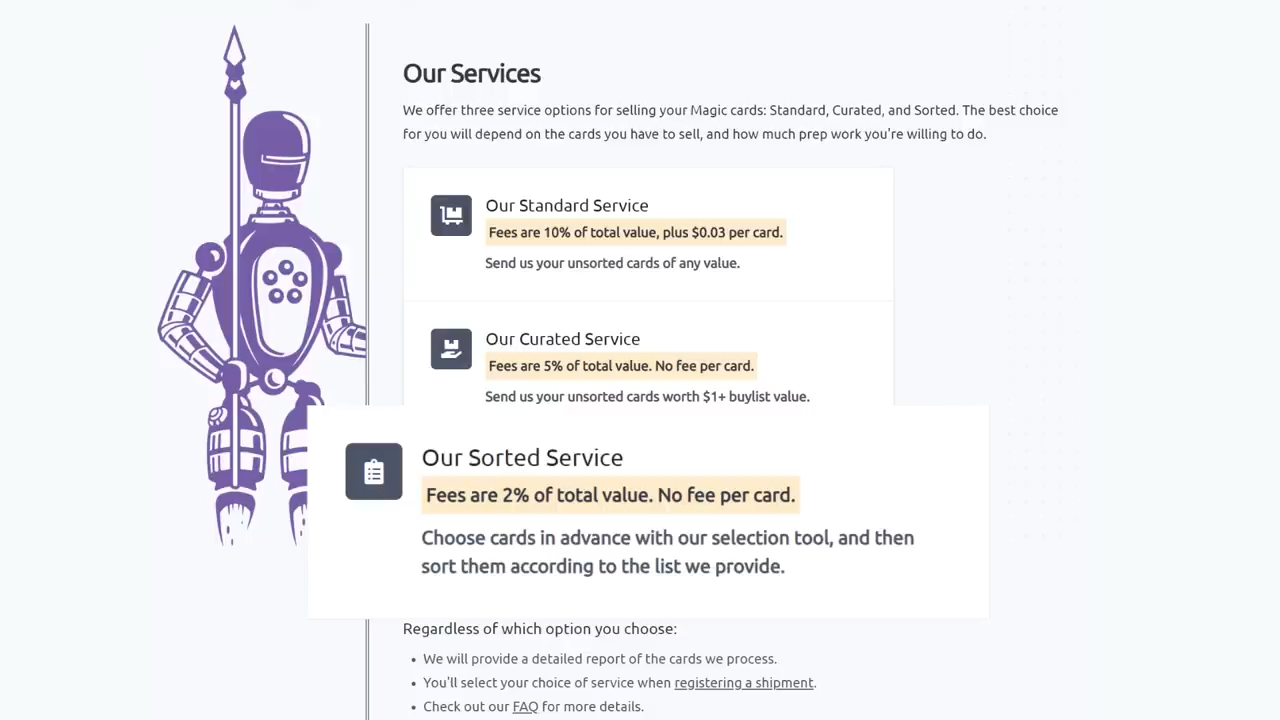 Our Services
We offer three service options for selling your Magic cards: Standard, Curated, and Sorted. The best choice
for you will depend on the cards you have to sell, and how much prep work you're willing to do.
Our Standard Service
Fees are 10% of total value, plus $0.03 per card.
Send us your unsorted cards of any value.
Our Curated Service
Fees are 5% of total value. No fee per card.
Send us your unsorted cards worth $1+ buylist value.
Our Sorted Service
Fees are 2% of total value. No fee per card.
Choose cards in advance with our selection tool, and then
sort them according to the list we provide.
Regardless of which option you choose:
• We will provide a detailed report of the cards we process.
• You'll select your choice of service when registering a shipment.
• Check out our FAQ for more details.